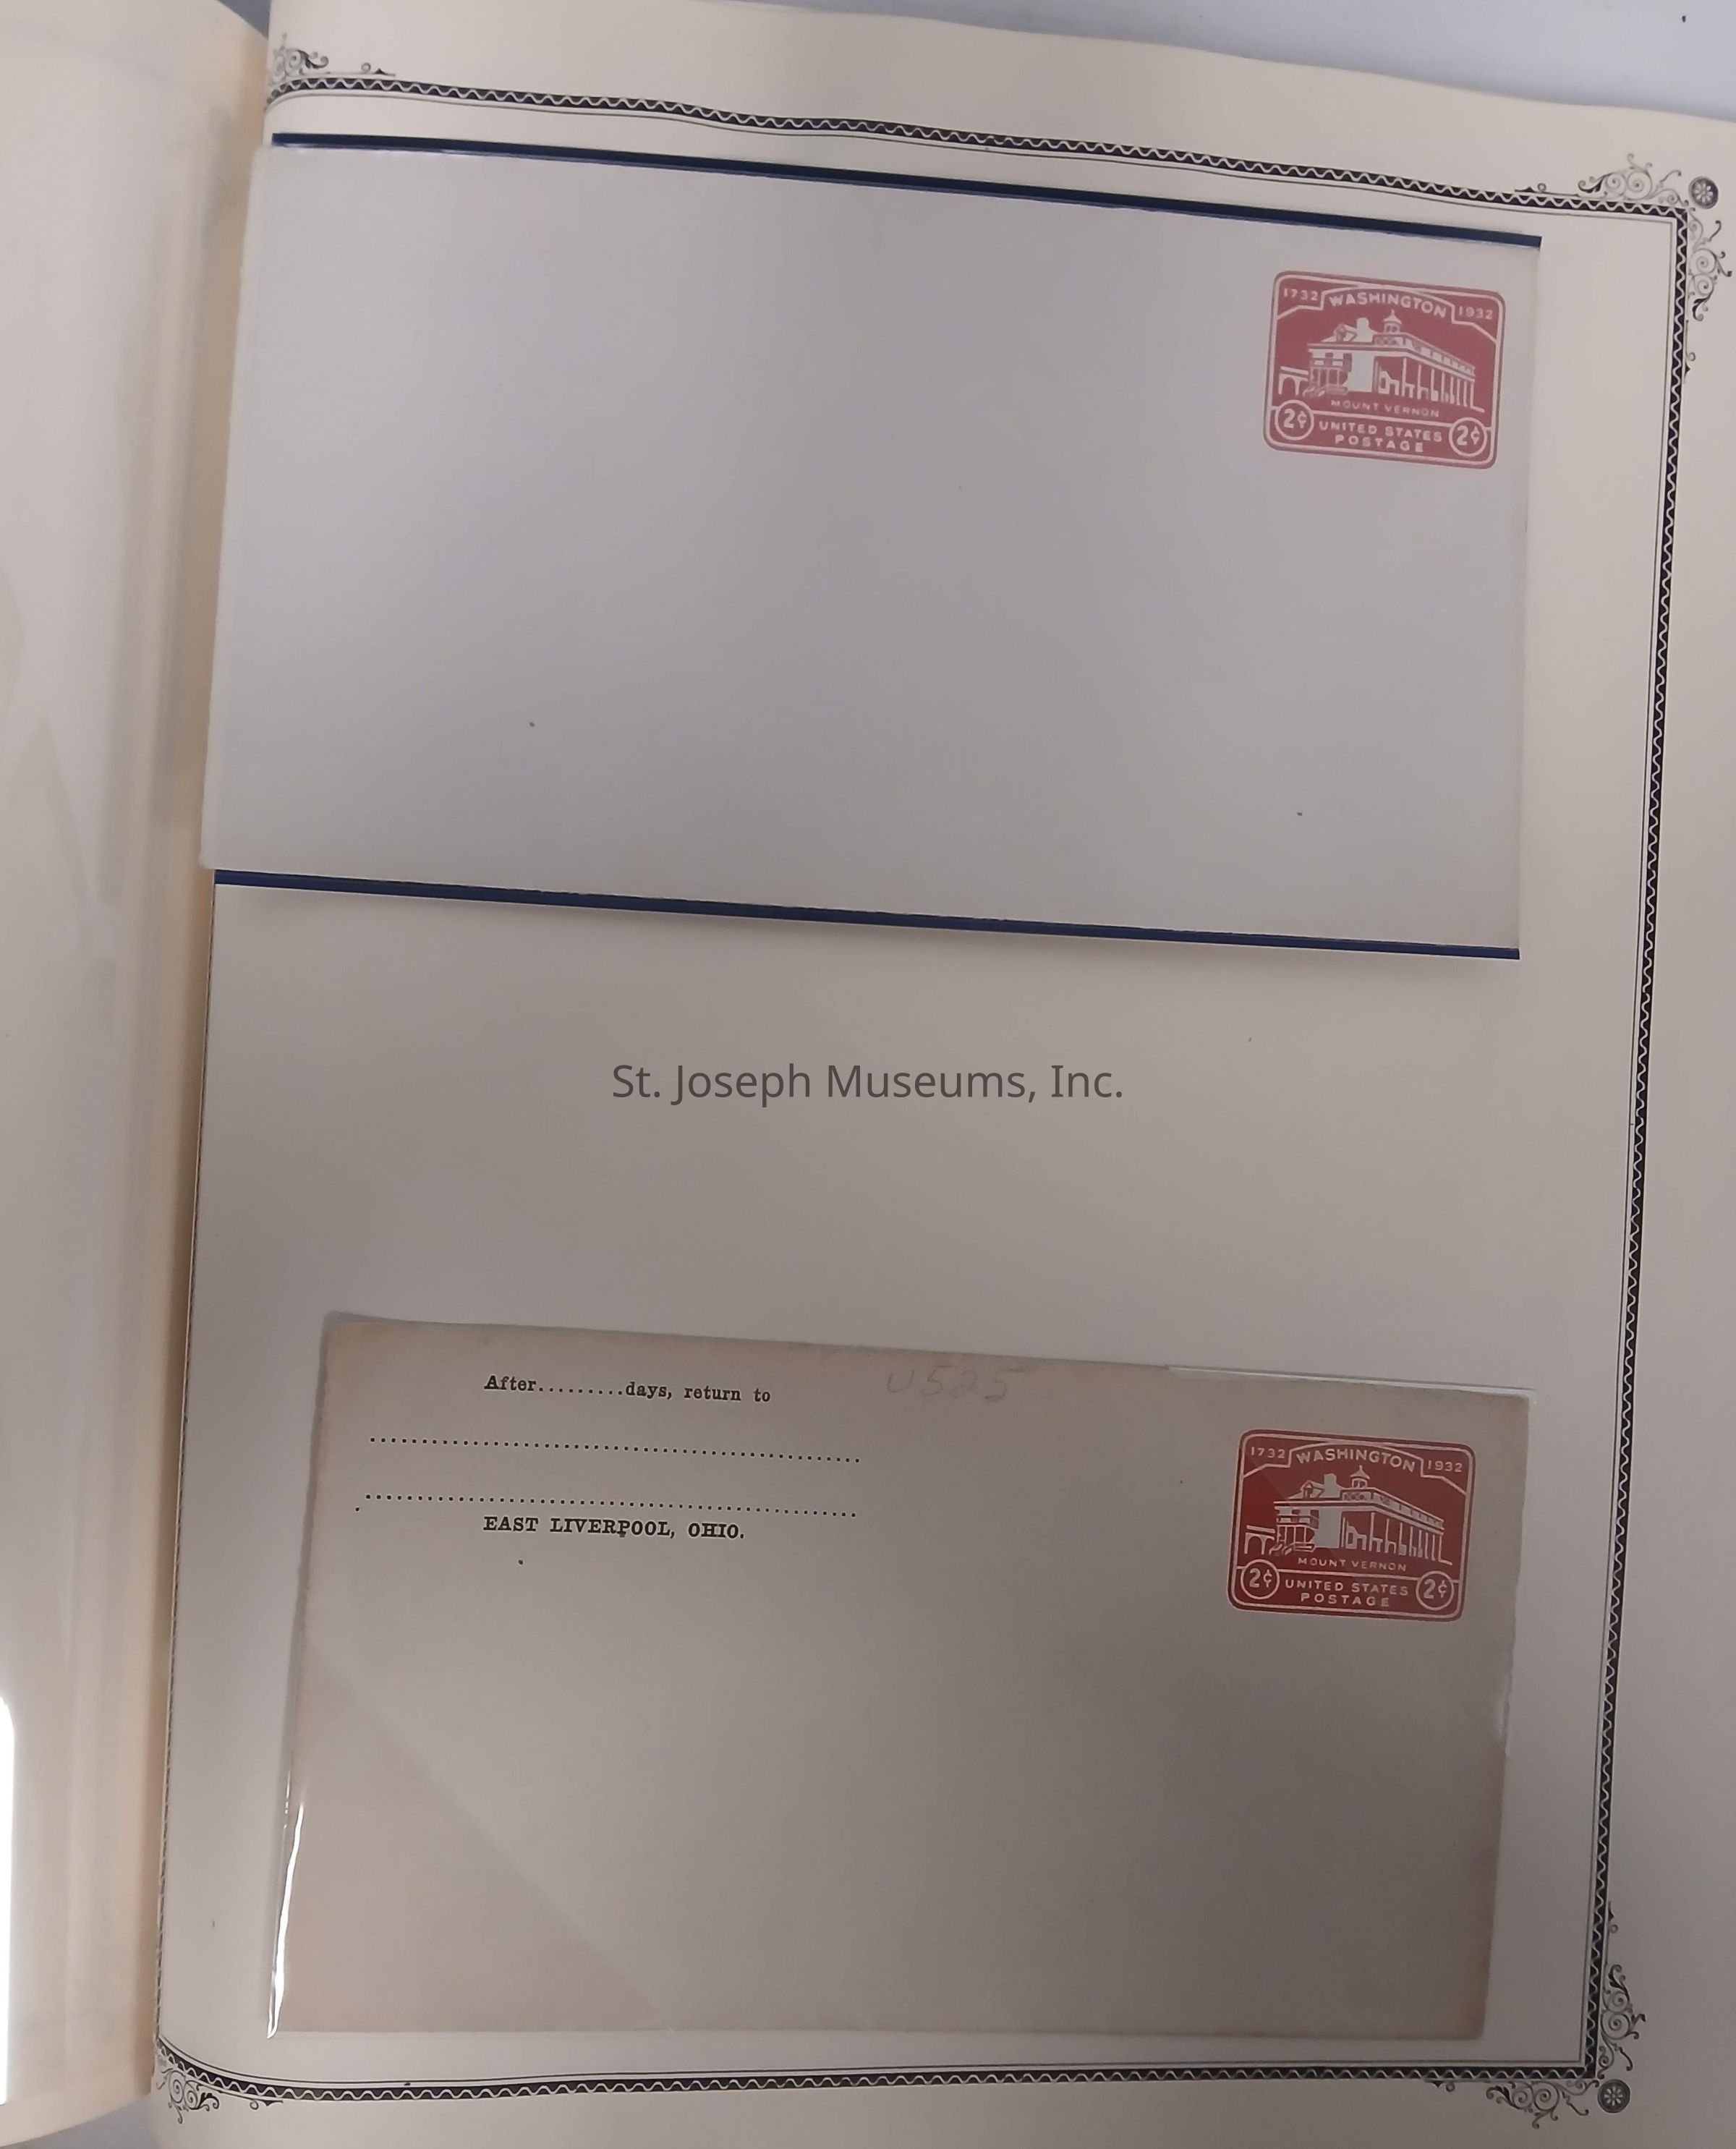 1732 WASHINGTON 1932
MOUNT VERNON
2¢ UNITED STATES 2¢
POSTAGE
St. Joseph Museums, Inc.
U525
After.........days, return to
EAST LIVERPOOL, OHIO.
1732 WASHINGTON 1932
MOUNT VERNON
2¢ UNITED STATES 2¢
POSTAGE